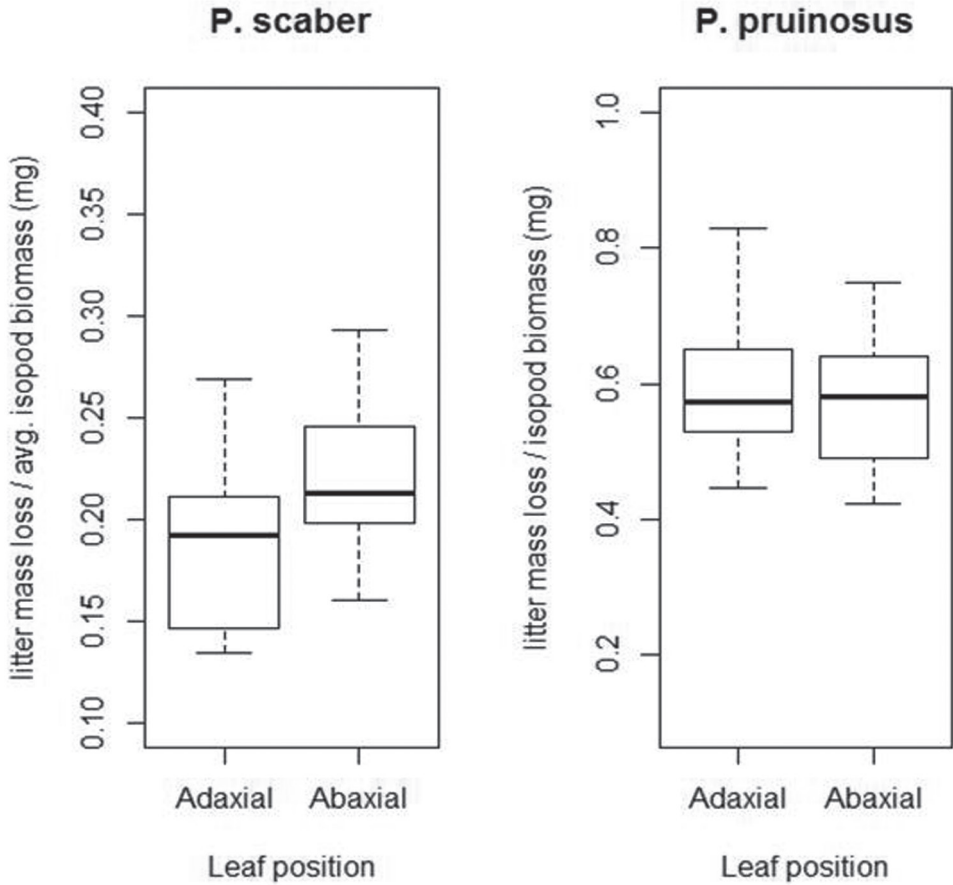 P. scaber
litter mass loss / avg. isopod biomass (mg)
0.40
0.35
0.30
0.25
0.20
0.15
0.10
Adaxial Abaxial
Leaf position
P. pruinosus
litter mass loss / isopod biomass (mg)
1.0
0.8
0.6
0.4
0.2
Adaxial Abaxial
Leaf position